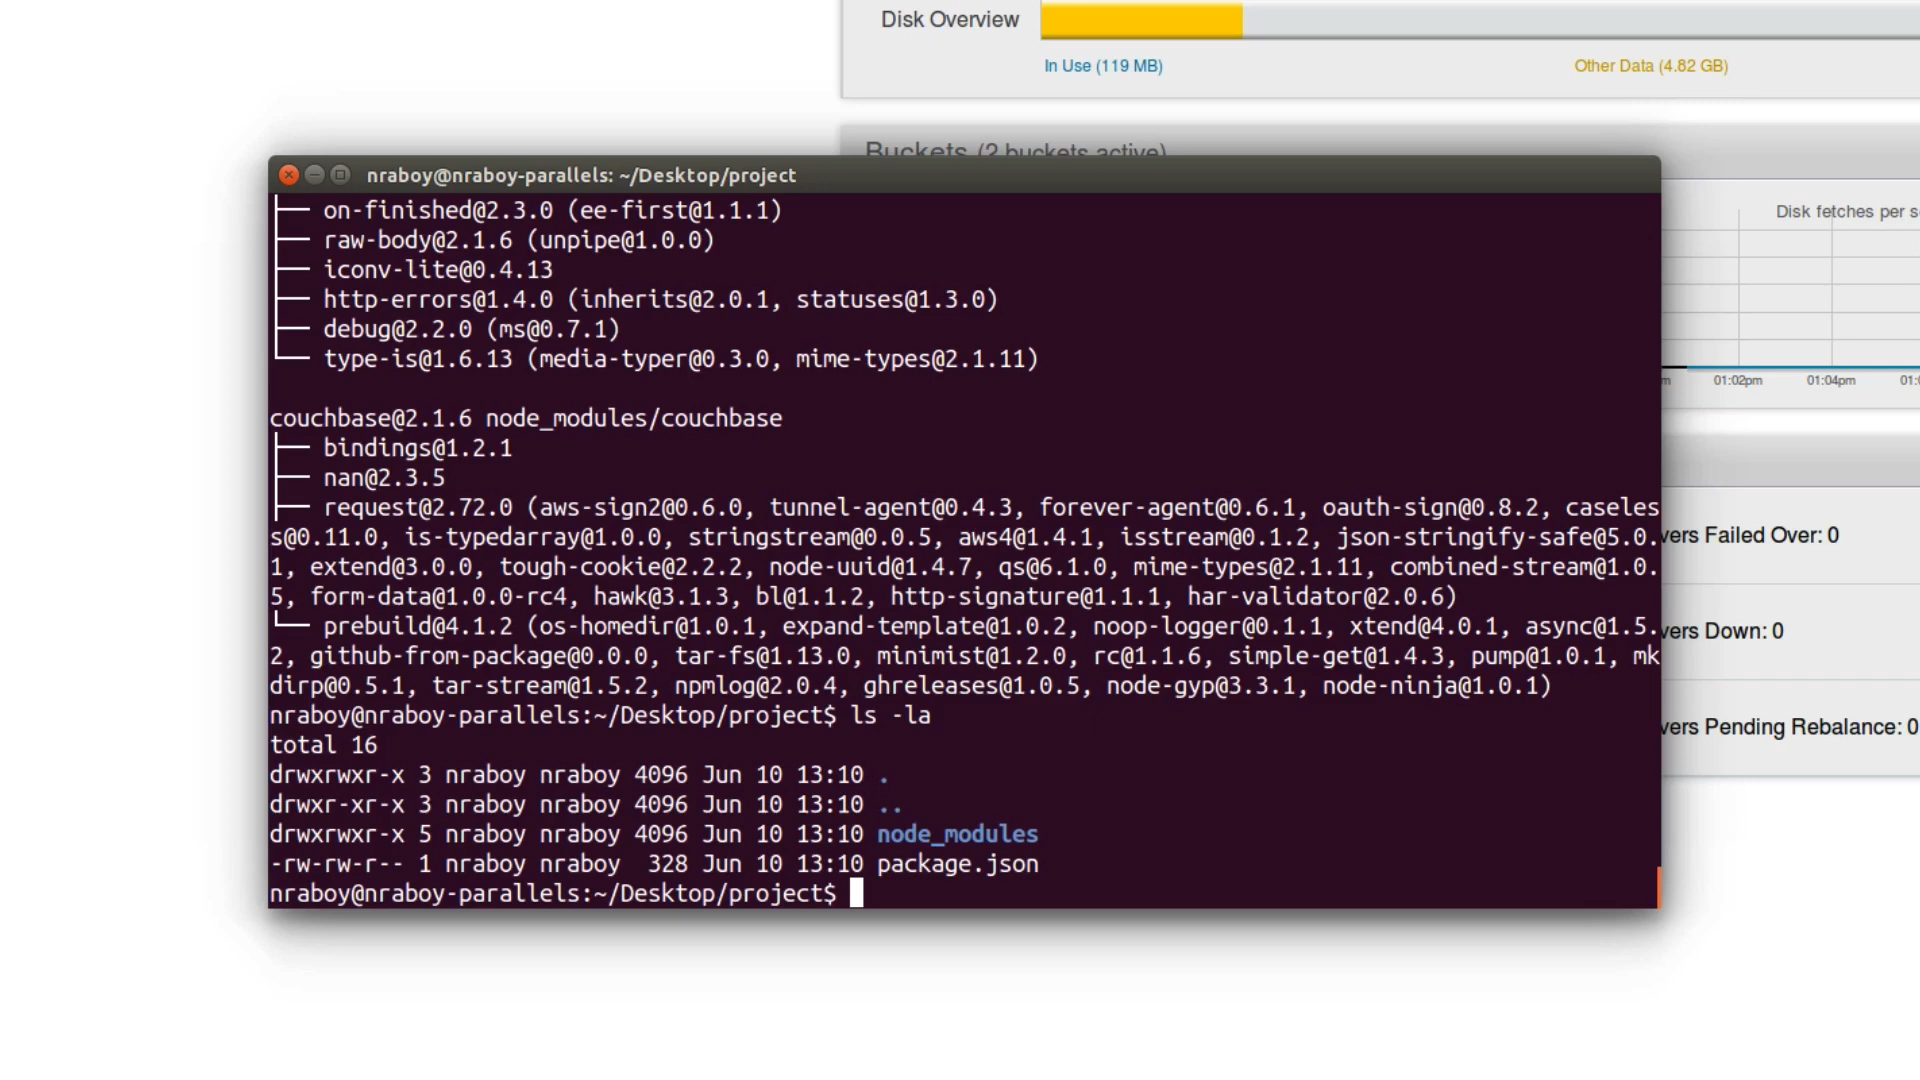 Disk Overview
In Use (119 MB)
Other Data (4.82 GB)
Buckets (2 buckets active)
nraboy@nraboy-parallels: ~/Desktop/project
├── on-finished@2.3.0 (ee-first@1.1.1)
├── raw-body@2.1.6 (unpipe@1.0.0)
├── iconv-lite@0.4.13
├── http-errors@1.4.0 (inherits@2.0.1, statuses@1.3.0)
├── debug@2.2.0 (ms@0.7.1)
└── type-is@1.6.13 (media-typer@0.3.0, mime-types@2.1.11)
couchbase@2.1.6 node_modules/couchbase
├── bindings@1.2.1
├── nan@2.3.5
├── request@2.72.0 (aws-sign2@0.6.0, tunnel-agent@0.4.3, forever-agent@0.6.1, oauth-sign@0.8.2, caseles
s@0.11.0, is-typedarray@1.0.0, stringstream@0.0.5, aws4@1.4.1, isstream@0.1.2, json-stringify-safe@5.0.
1, extend@3.0.0, tough-cookie@2.2.2, node-uuid@1.4.7, qs@6.1.0, mime-types@2.1.11, combined-stream@1.0.
5, form-data@1.0.0-rc4, hawk@3.1.3, bl@1.1.2, http-signature@1.1.1, har-validator@2.0.6)
└── prebuild@4.1.2 (os-homedir@1.0.1, expand-template@1.0.2, noop-logger@0.1.1, xtend@4.0.1, async@1.5.
2, github-from-package@0.0.0, tar-fs@1.13.0, minimist@1.2.0, rc@1.1.6, simple-get@1.4.3, pump@1.0.1, mk
dirp@0.5.1, tar-stream@1.5.2, npmlog@2.0.4, ghreleases@1.0.5, node-gyp@3.3.1, node-ninja@1.0.1)
nraboy@nraboy-parallels:~/Desktop/project$ ls -la
total 16
drwxrwxr-x 3 nraboy nraboy 4096 Jun 10 13:10 .
drwxr-xr-x 3 nraboy nraboy 4096 Jun 10 13:10 ..
drwxrwxr-x 5 nraboy nraboy 4096 Jun 10 13:10 node_modules
-rw-rw-r-- 1 nraboy nraboy  328 Jun 10 13:10 package.json
nraboy@nraboy-parallels:~/Desktop/project$
Disk fetches per s
m 01:02pm 01:04pm 01:
vers Failed Over: 0
vers Down: 0
vers Pending Rebalance: 0